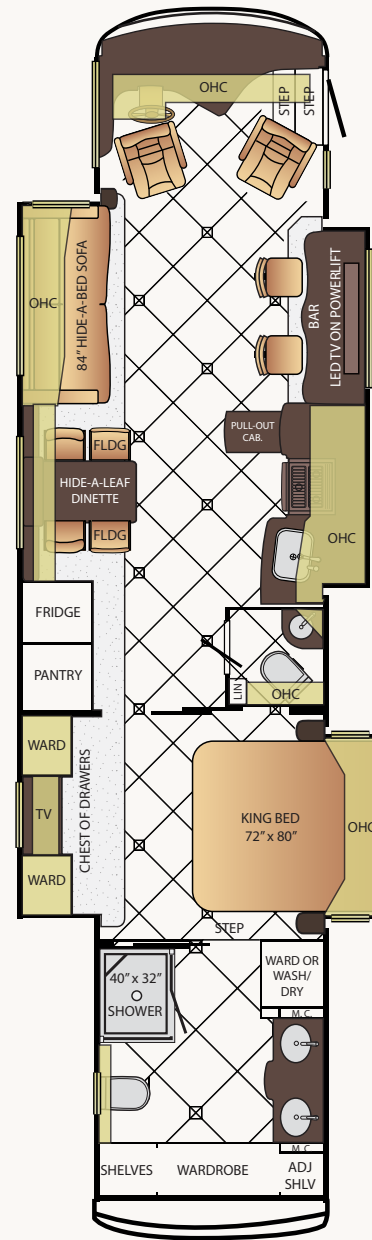 OHC
STEP
STEP
OHC
84" HIDE-A-BED SOFA
BAR
LED TV ON POWERLIFT
PULL-OUT
CAB.
FLDG
HIDE-A-LEAF
DINETTE
FLDG
OHC
FRIDGE
PANTRY
LIN
OHC
WARD
TV
WARD
CHEST OF DRAWERS
KING BED
72" x 80"
OHC
STEP
40" x 32"
SHOWER
WARD OR
WASH/
DRY
M.C.
M.C.
SHELVES
WARDROBE
ADJ
SHLV